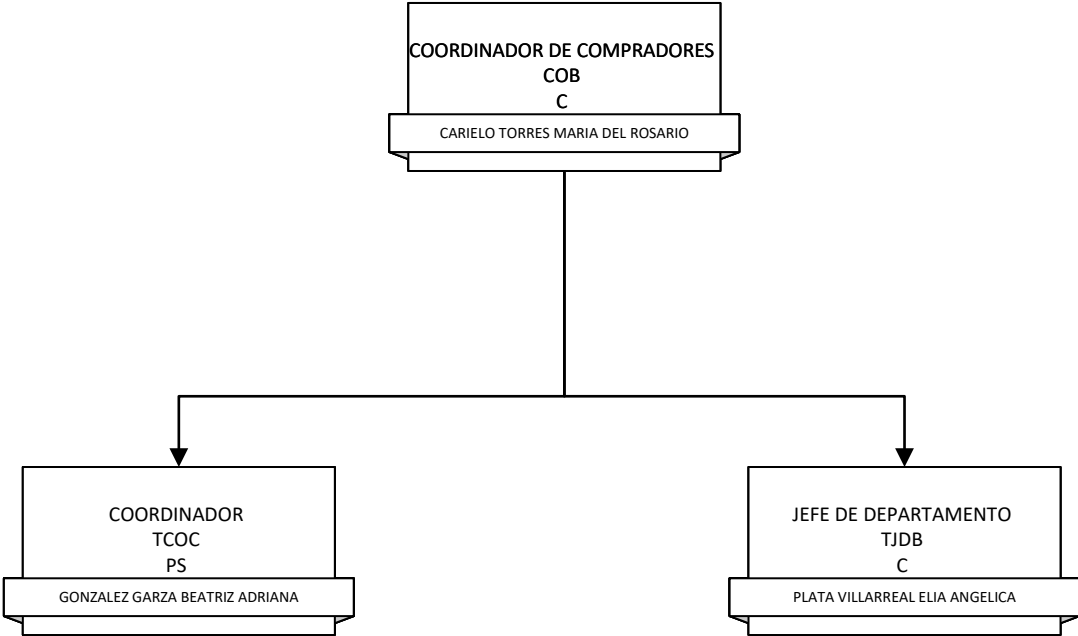 COORDINADOR DE COMPRADORES
COB
C
CARIELO TORRES MARIA DEL ROSARIO
COORDINADOR
TCOC
PS
GONZALEZ GARZA BEATRIZ ADRIANA
JEFE DE DEPARTAMENTO
TJDB
C
PLATA VILLARREAL ELIA ANGELICA